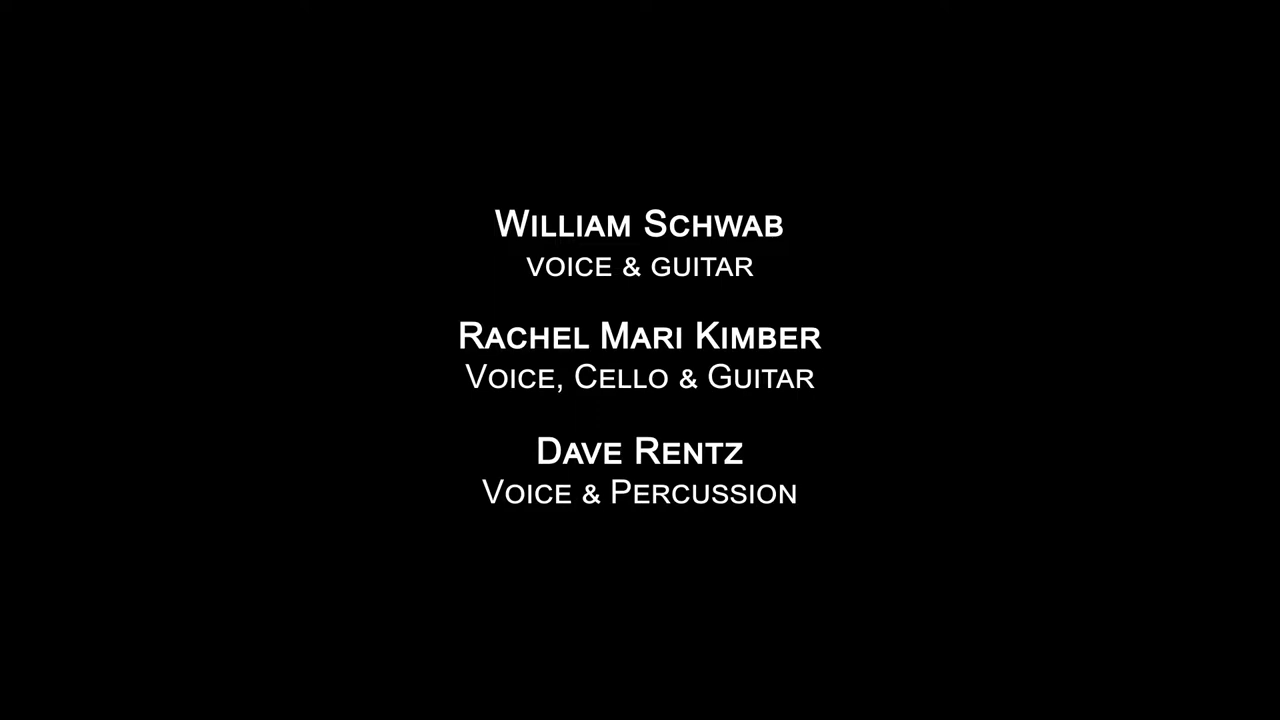 William Schwab
voice & guitar
Rachel Mari Kimber
Voice, Cello & Guitar
Dave Rentz
Voice & Percussion